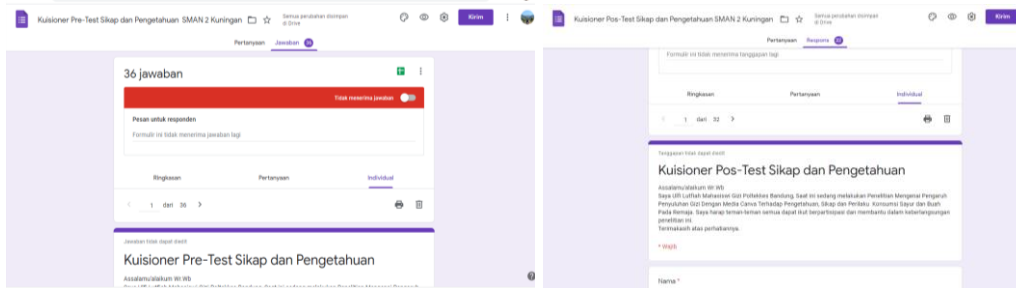 Kuisioner Pre-Test Sikap dan Pengetahuan SMAN 2 Kuningan
Semua perubahan disimpan
di Drive
Kirim
Pertanyaan Jawaban 36
36 jawaban
Tidak menerima jawaban
Pesan untuk responden
Formulir ini tidak menerima jawaban lagi
Ringkasan Pertanyaan Individual
1 dari 36
Jawaban tidak dapat diedit
Kuisioner Pre-Test Sikap dan Pengetahuan
Assalamu'alaikum Wr.Wb
Kuisioner Pos-Test Sikap dan Pengetahuan SMAN 2 Kuningan
Semua perubahan disimpan
di Drive
Kirim
Pertanyaan Respons 32
Formulir ini tidak menerima tanggapan lagi
Ringkasan Pertanyaan Individual
1 dari 32
Tanggapan tidak dapat diedit
Kuisioner Pos-Test Sikap dan Pengetahuan
Assalamu'alaikum Wr.Wb
Saya Ulfi Lutfiah Mahasiswi Gizi Poltekkes Bandung. Saat ini sedang melakukan Penelitian Mengenai Pengaruh
Penyuluhan Gizi Dengan Media Canva Terhadap Pengetahuan, Sikap dan Perilaku Konsumsi Sayur dan Buah
Pada Remaja. Saya harap teman-teman semua dapat ikut berpartisipasi dan membantu dalam keberlangsungan
penelitian ini.
Terimakasih atas perhatiannya.
* Wajib
Nama *